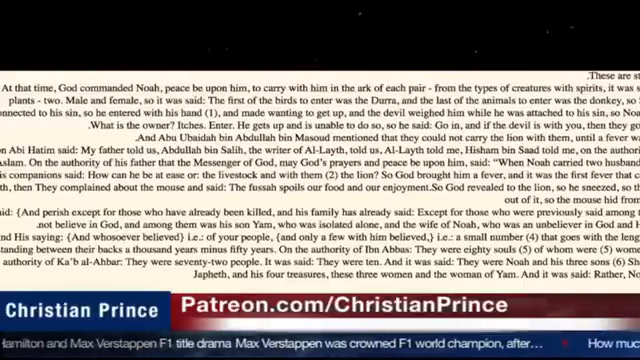 .These are st
At that time, God commanded Noah, peace be upon him, to carry with him in the ark of each pair - from the types of creatures with spirits, it was s
plants - two. Male and female, so it was said: The first of the birds to enter was the Durra, and the last of the animals to enter was the donkey, so I
connected to his sin, so he entered with his hand (1), and made wanting to get up, and the devil weighed him while he was attached to his sin, so Noa
What is the owner? Itches. Enter. He gets up and is unable to do so, so he said: Go in, and if the devil is with you, then they go
.And Abu Ubaidah bin Abdullah bin Masoud mentioned that they could not carry the lion with them, until a fever wa
on Abi Hatim said: My father told us, Abdullah bin Salih, the writer of Al-Layth, told us, Al-Layth told me, Hisham bin Saad told me, on the authorit
Aslam. On the authority of his father that the Messenger of God, may God's prayers and peace be upon him, said: "When Noah carried two husband
is companions said: How can he be at ease or: the livestock and with them (2) the lion? So God brought him a fever, and it was the first fever that ca
th, then They complained about the mouse and said: The fussah spoils our food and our enjoyment.So God revealed to the lion, so he sneezed, so th
out of it, so the mouse hid from
aid: {And perish except for those who have already been killed, and his family has already said: Except for those who were previously said among t
not believe in God, and among them was his son Yam, who was isolated alone, and the wife of Noah, who was an unbeliever in God and H
nd His saying: {And whosoever believed} i.e.: of your people, {and only a few with him believed,} i.e.: a small number (4) that goes with the leng
standing between their backs a thousand years minus fifty years. On the authority of Ibn Abbas: They were eighty souls (5) of whom were (5) wom
authority of Ka'b al-Ahbar: They were seventy-two people. It was said: They were ten. And it was said: They were Noah and his three sons (6) Sh
Japheth, and his four treasures, these three women and the woman of Yam. And it was said: Rather, No
Christian Prince
Patreon.com/ChristianPrince
Hamilton and Max Verstappen F1 title drama Max Verstappen was crowned F1 world champion, after… How much